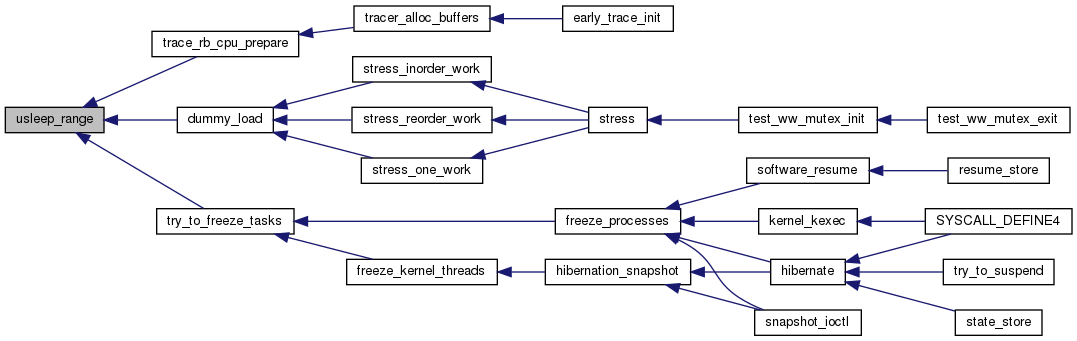 tracer_alloc_buffers
early_trace_init
trace_rb_cpu_prepare
stress_inorder_work
usleep_range
dummy_load
stress_reorder_work
stress
test_ww_mutex_init
test_ww_mutex_exit
stress_one_work
software_resume
resume_store
try_to_freeze_tasks
freeze_processes
kernel_kexec
SYSCALL_DEFINE4
freeze_kernel_threads
hibernation_snapshot
hibernate
try_to_suspend
snapshot_ioctl
state_store